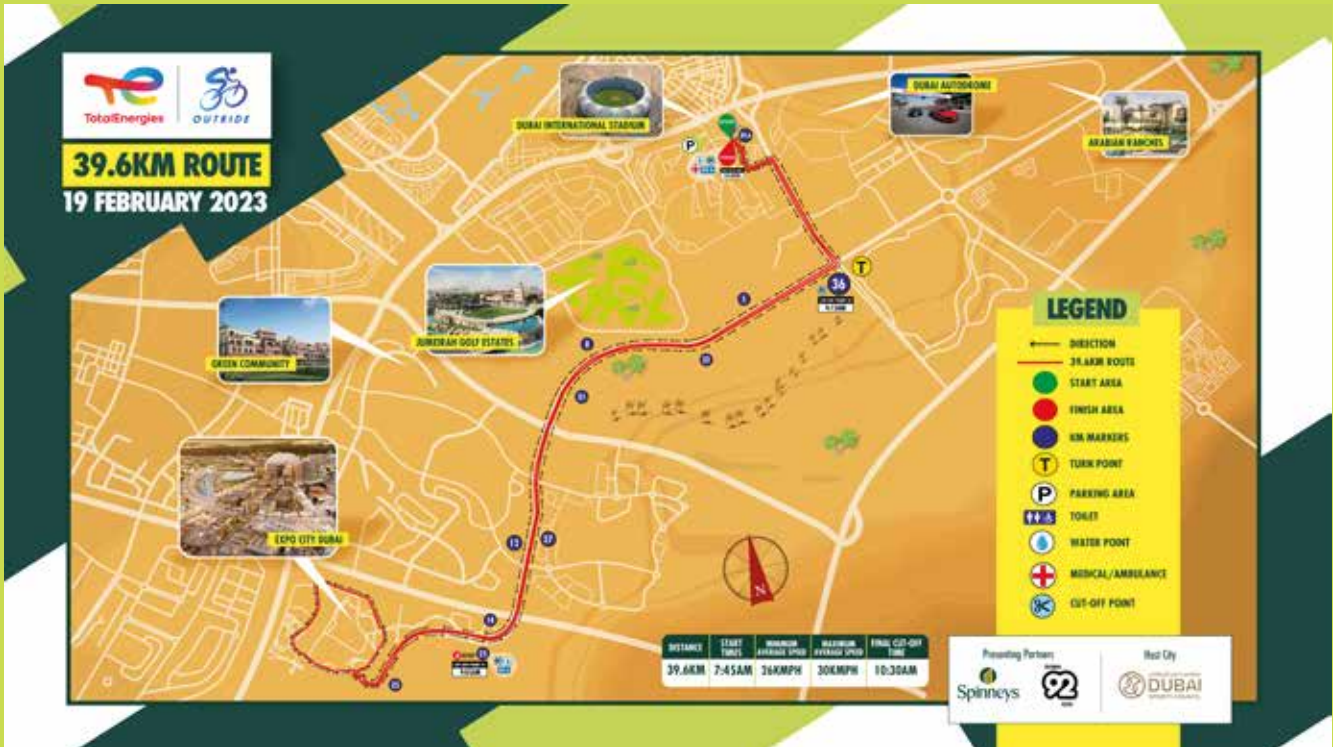 TotalEnergies
OUTRIDE
39.6KM ROUTE
19 FEBRUARY 2023
DUBAI INTERNATIONAL STADIUM
DUBAI AUTODROME
ARABIAN RANCHES
START
P
T
36
JUMEIRAH GOLF ESTATES
GREEN COMMUNITY
EXPO CITY DUBAI
N
LEGEND
DIRECTION
39.6KM ROUTE
START AREA
FINISH AREA
KM MARKERS
T TURN POINT
P PARKING AREA
TOILET
WATER POINT
MEDICAL/AMBULANCE
CUT-OFF POINT
DISTANCE START TIMES MINIMUM AVERAGE SPEED MAXIMUM AVERAGE SPEED FINAL CUT-OFF TIME
39.6KM 7:45AM 26KMPH 30KMPH 10:30AM
Presenting Partners
Host City
Spinneys
92
DUBAI